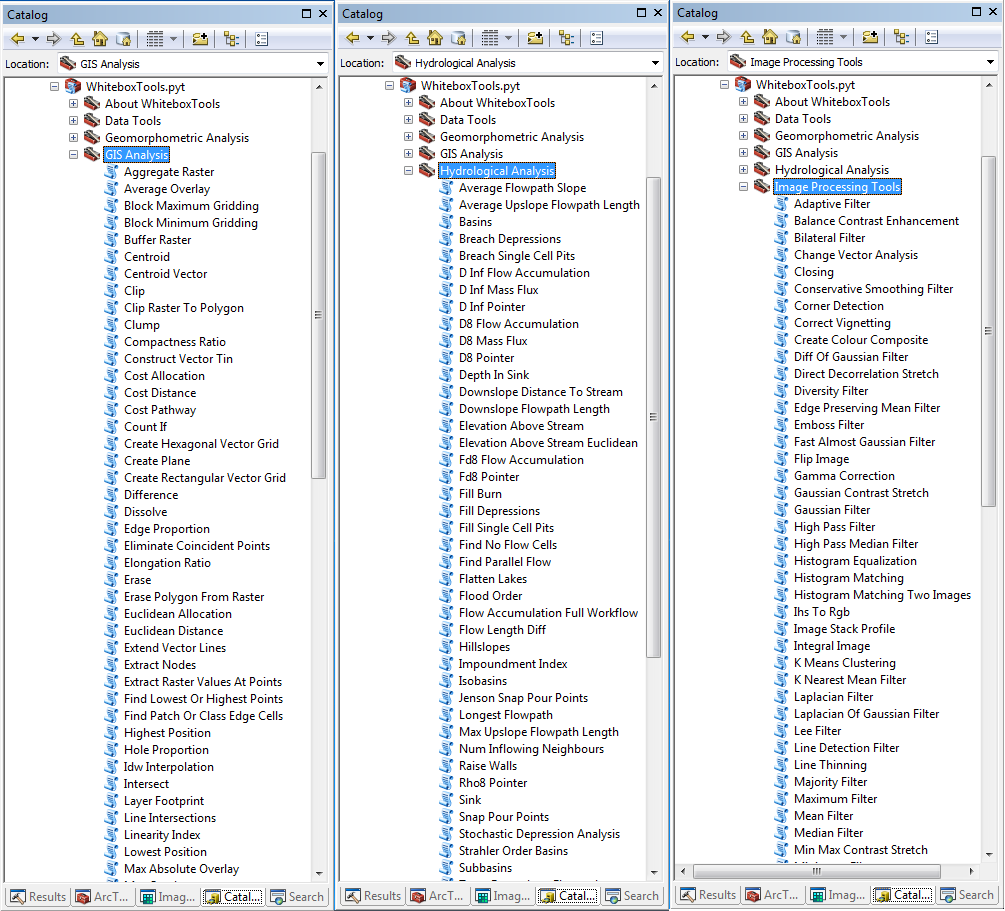 Catalog
Location: GIS Analysis
WhiteboxTools.pyt
About WhiteboxTools
Data Tools
Geomorphometric Analysis
GIS Analysis
Aggregate Raster
Average Overlay
Block Maximum Gridding
Block Minimum Gridding
Buffer Raster
Centroid
Centroid Vector
Clip
Clip Raster To Polygon
Clump
Compactness Ratio
Construct Vector Tin
Cost Allocation
Cost Distance
Cost Pathway
Count If
Create Hexagonal Vector Grid
Create Plane
Create Rectangular Vector Grid
Difference
Dissolve
Edge Proportion
Eliminate Coincident Points
Elongation Ratio
Erase
Erase Polygon From Raster
Euclidean Allocation
Euclidean Distance
Extend Vector Lines
Extract Nodes
Extract Raster Values At Points
Find Lowest Or Highest Points
Find Patch Or Class Edge Cells
Highest Position
Hole Proportion
Idw Interpolation
Intersect
Layer Footprint
Line Intersections
Linearity Index
Lowest Position
Max Absolute Overlay
Results ArcT... Imag... Catal... Search
Catalog
Location: Hydrological Analysis
WhiteboxTools.pyt
About WhiteboxTools
Data Tools
Geomorphometric Analysis
GIS Analysis
Hydrological Analysis
Average Flowpath Slope
Average Upslope Flowpath Length
Basins
Breach Depressions
Breach Single Cell Pits
D Inf Flow Accumulation
D Inf Mass Flux
D Inf Pointer
D8 Flow Accumulation
D8 Mass Flux
D8 Pointer
Depth In Sink
Downslope Distance To Stream
Downslope Flowpath Length
Elevation Above Stream
Elevation Above Stream Euclidean
Fd8 Flow Accumulation
Fd8 Pointer
Fill Burn
Fill Depressions
Fill Single Cell Pits
Find No Flow Cells
Find Parallel Flow
Flatten Lakes
Flood Order
Flow Accumulation Full Workflow
Flow Length Diff
Hillslopes
Impoundment Index
Isobasins
Jenson Snap Pour Points
Longest Flowpath
Max Upslope Flowpath Length
Num Inflowing Neighbours
Raise Walls
Rho8 Pointer
Sink
Snap Pour Points
Stochastic Depression Analysis
Strahler Order Basins
Subbasins
Results ArcT... Imag... Catal... Search
Catalog
Location: Image Processing Tools
WhiteboxTools.pyt
About WhiteboxTools
Data Tools
Geomorphometric Analysis
GIS Analysis
Hydrological Analysis
Image Processing Tools
Adaptive Filter
Balance Contrast Enhancement
Bilateral Filter
Change Vector Analysis
Closing
Conservative Smoothing Filter
Corner Detection
Correct Vignetting
Create Colour Composite
Diff Of Gaussian Filter
Direct Decorrelation Stretch
Diversity Filter
Edge Preserving Mean Filter
Emboss Filter
Fast Almost Gaussian Filter
Flip Image
Gamma Correction
Gaussian Contrast Stretch
Gaussian Filter
High Pass Filter
High Pass Median Filter
Histogram Equalization
Histogram Matching
Histogram Matching Two Images
Ihs To Rgb
Image Stack Profile
Integral Image
K Means Clustering
K Nearest Mean Filter
Laplacian Filter
Laplacian Of Gaussian Filter
Lee Filter
Line Detection Filter
Line Thinning
Majority Filter
Maximum Filter
Mean Filter
Median Filter
Min Max Contrast Stretch
Results ArcT... Imag... Catal... Search